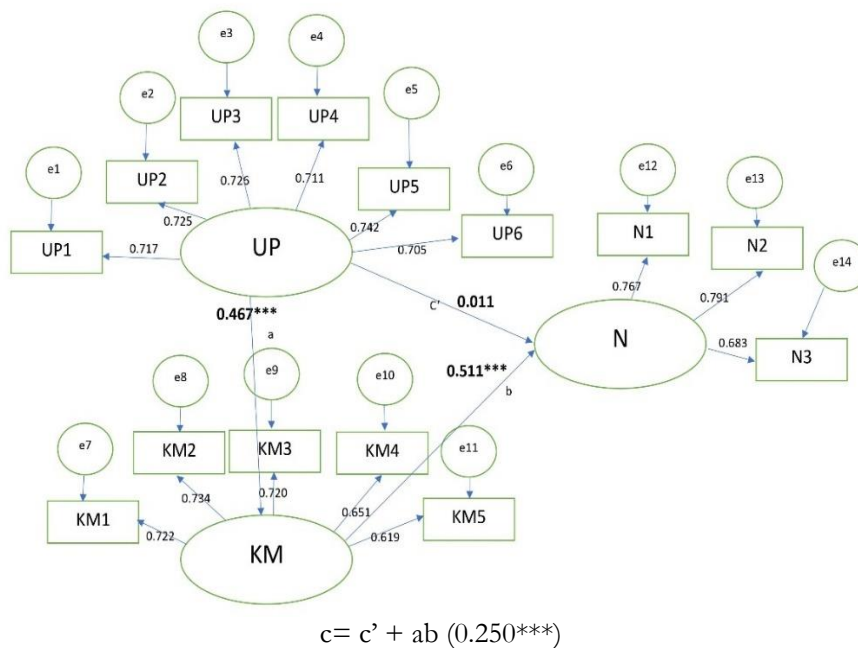 e3
e4
e2
e5
UP3
UP4
e1
e6
e12
UP2
0.726
0.711
UP5
e13
0.725
0.742
UP1
0.717
UP
0.705
UP6
N1
N2
e14
0.767
0.791
C'
0.011
0.467***
a
N
0.683
N3
0.511***
b
e9
e8
e10
e7
KM2
KM3
KM4
e11
KM1
0.734
0.720
0.651
KM5
0.722
0.619
KM
c= c’ + ab (0.250***)